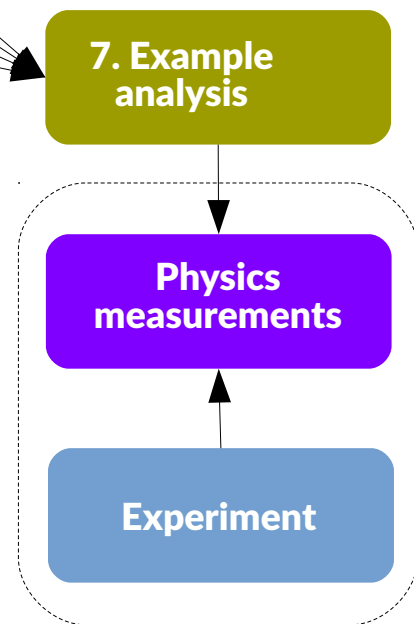 7. Example
analysis
Physics
measurements
Experiment